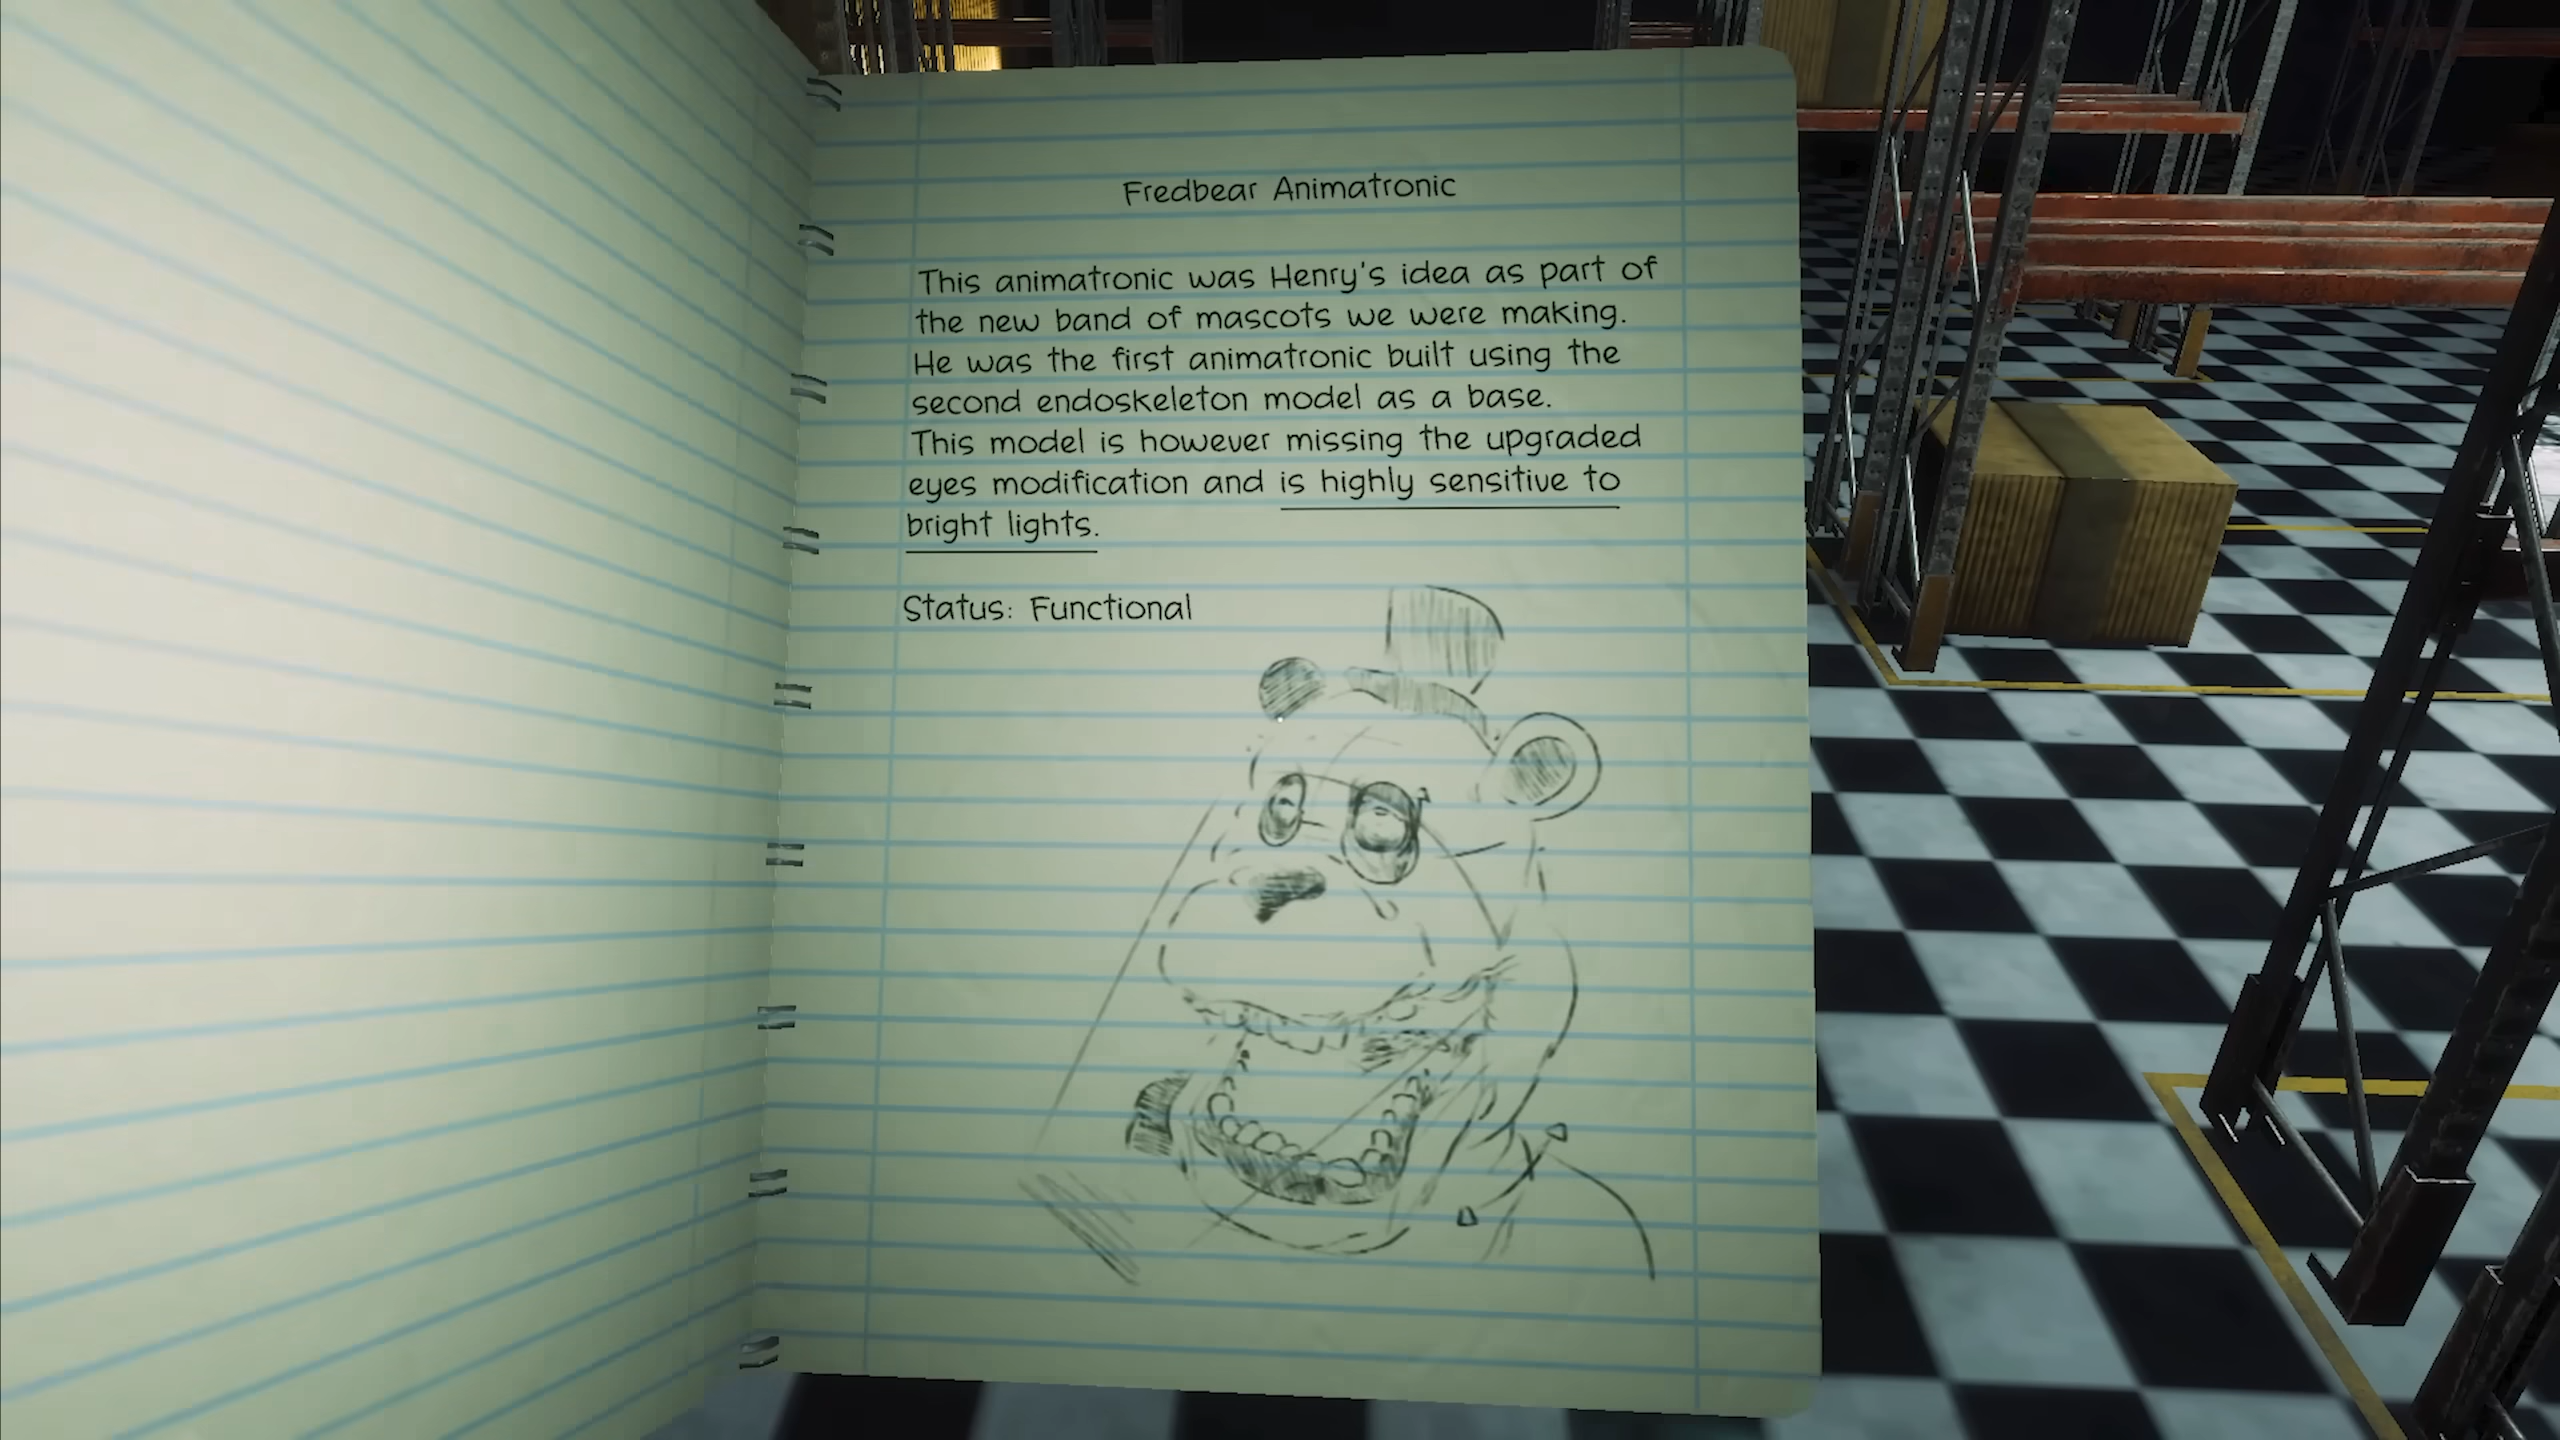 Fredbear Animatronic
This animatronic was Henry's idea as part of
the new band of mascots we were making.
He was the first animatronic built using the
second endoskeleton model as a base.
This model is however missing the upgraded
eyes modification and is highly sensitive to
bright lights.
Status: Functional